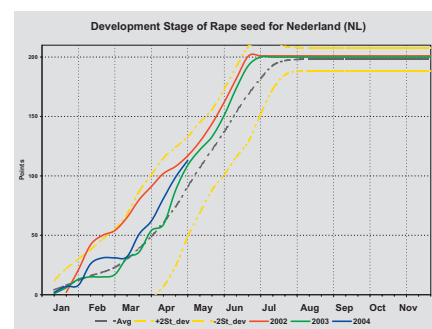 Development Stage of Rape seed for Nederland (NL)
200
150
100
50
0
Points
Jan Feb Mar Apr May Jun Jul Aug Sep Oct Nov
Avg +2St_dev -2St_dev 2002 2003 2004